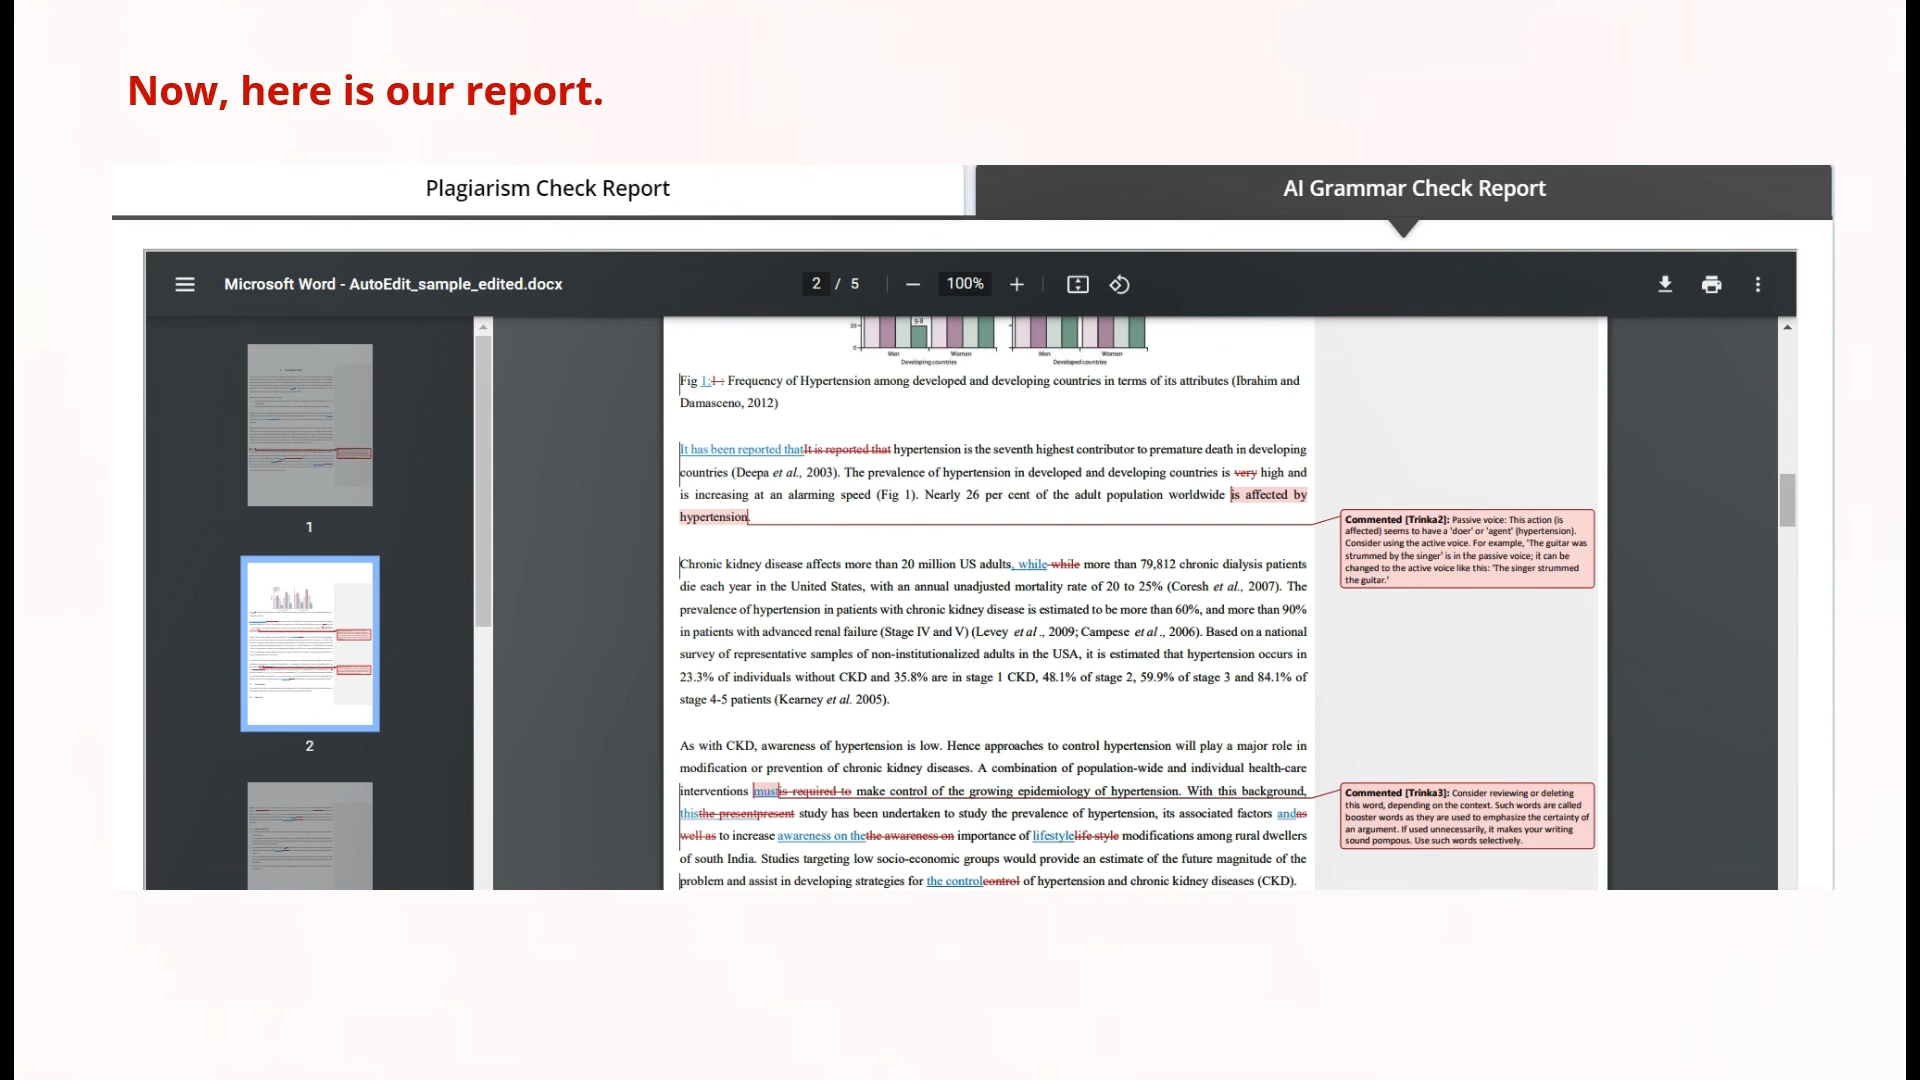 Now, here is our report.
Plagiarism Check Report
AI Grammar Check Report
Microsoft Word - AutoEdit_sample_edited.docx
2 / 5
100%
1
2
10
0
9·8
Men Women Men Women
Developing countries Developed countries
Fig 1:1 : Frequency of Hypertension among developed and developing countries in terms of its attributes (Ibrahim and
Damasceno, 2012)
It has been reported thatIt is reported that hypertension is the seventh highest contributor to premature death in developing
countries (Deepa et al., 2003). The prevalence of hypertension in developed and developing countries is very high and
is increasing at an alarming speed (Fig 1). Nearly 26 per cent of the adult population worldwide is affected by
hypertension.
Commented [Trinka2]: Passive voice: This action (is
affected) seems to have a 'doer' or 'agent' (hypertension).
Consider using the active voice. For example, 'The guitar was
strummed by the singer' is in the passive voice; it can be
changed to the active voice like this: 'The singer strummed
the guitar.'
Chronic kidney disease affects more than 20 million US adults, while while more than 79,812 chronic dialysis patients
die each year in the United States, with an annual unadjusted mortality rate of 20 to 25% (Coresh et al., 2007). The
prevalence of hypertension in patients with chronic kidney disease is estimated to be more than 60%, and more than 90%
in patients with advanced renal failure (Stage IV and V) (Levey et al ., 2009; Campese et al ., 2006). Based on a national
survey of representative samples of non-institutionalized adults in the USA, it is estimated that hypertension occurs in
23.3% of individuals without CKD and 35.8% are in stage 1 CKD, 48.1% of stage 2, 59.9% of stage 3 and 84.1% of
stage 4-5 patients (Kearney et al. 2005).
As with CKD, awareness of hypertension is low. Hence approaches to control hypertension will play a major role in
modification or prevention of chronic kidney diseases. A combination of population-wide and individual health-care
interventions mustis required to make control of the growing epidemiology of hypertension. With this background,
thisthe presentpresent study has been undertaken to study the prevalence of hypertension, its associated factors andas
well as to increase awareness on thethe awareness on importance of lifestylelife style modifications among rural dwellers
of south India. Studies targeting low socio-economic groups would provide an estimate of the future magnitude of the
problem and assist in developing strategies for the controlcontrol of hypertension and chronic kidney diseases (CKD).
Commented [Trinka3]: Consider reviewing or deleting
this word, depending on the context. Such words are called
booster words as they are used to emphasize the certainty of
an argument. If used unnecessarily, it makes your writing
sound pompous. Use such words selectively.